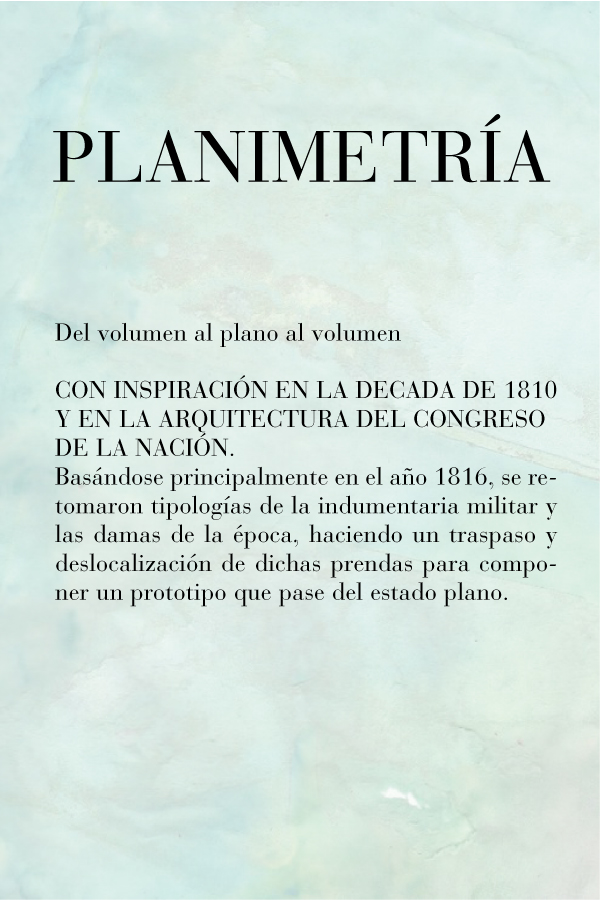 PLANIMETRÍA
Del volumen al plano al volumen
CON INSPIRACIÓN EN LA DECADA DE 1810
Y EN LA ARQUITECTURA DEL CONGRESO
DE LA NACIÓN.
Basándose principalmente en el año 1816, se re-
tomaron tipologías de la indumentaria militar y
las damas de la época, haciendo un traspaso y
deslocalización de dichas prendas para compo-
ner un prototipo que pase del estado plano.